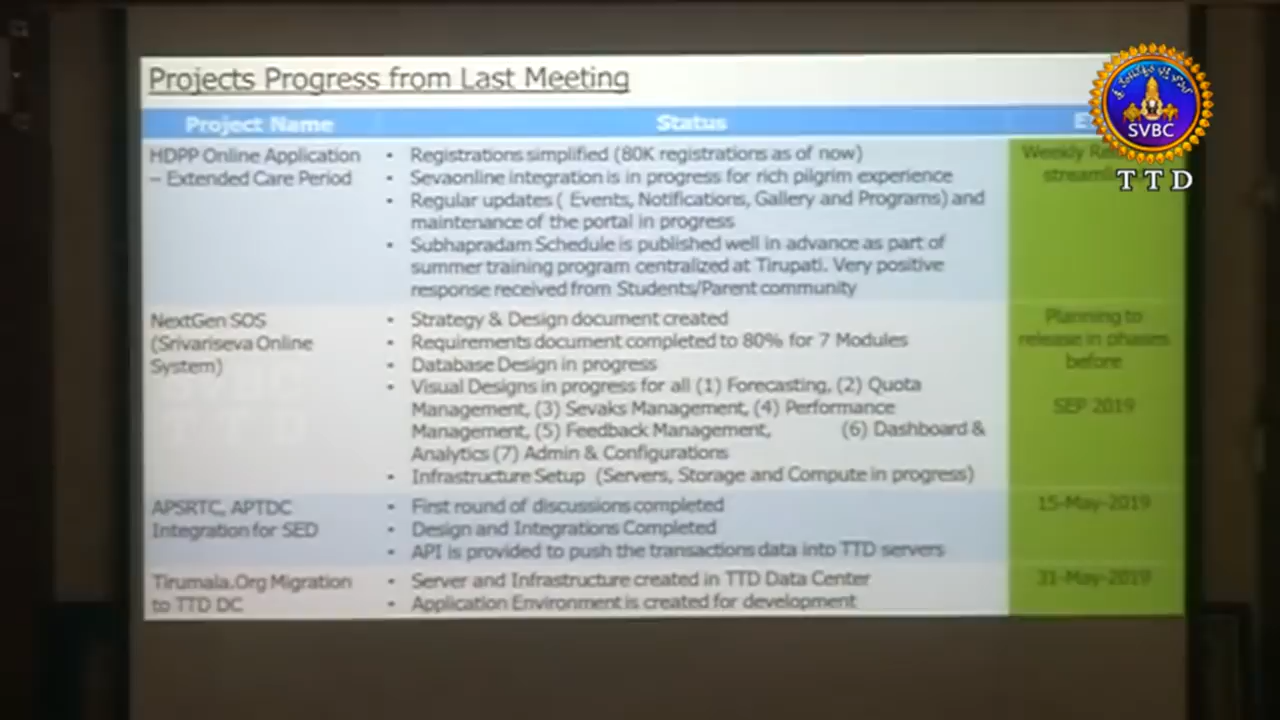 Projects Progress from Last Meeting
Project Name
Status
HDPP Online Application
– Extended Care Period
• Registrations simplified (80K registrations as of now)
• Sevaonline integration is in progress for rich pilgrim experience
• Regular updates ( Events, Notifications, Gallery and Programs) and
maintenance of the portal in progress
• Subhapradam Schedule is published well in advance as part of
summer training program centralized at Tirupati. Very positive
response received from Students/Parent community
Weekly
NextGen SOS
(Srivariseva Online
System)
• Strategy & Design document created
• Requirements document completed to 80% for 7 Modules
• Database Design in progress
• Visual Designs in progress for all (1) Forecasting, (2) Quota
Management, (3) Sevaks Management, (4) Performance
Management, (5) Feedback Management, (6) Dashboard &
Analytics (7) Admin & Configurations
• Infrastructure Setup (Servers, Storage and Compute in progress)
Planning to
release in phases
before
SEP 2019
APSRTC, APTDC
Integration for SED
• First round of discussions completed
• Design and Integrations Completed
• API is provided to push the transactions data into TTD servers
15-May-2019
Tirumala.Org Migration
to TTD DC
• Server and Infrastructure created in TTD Data Center
• Application Environment is created for development
31-May-2019
SVBC
TTD